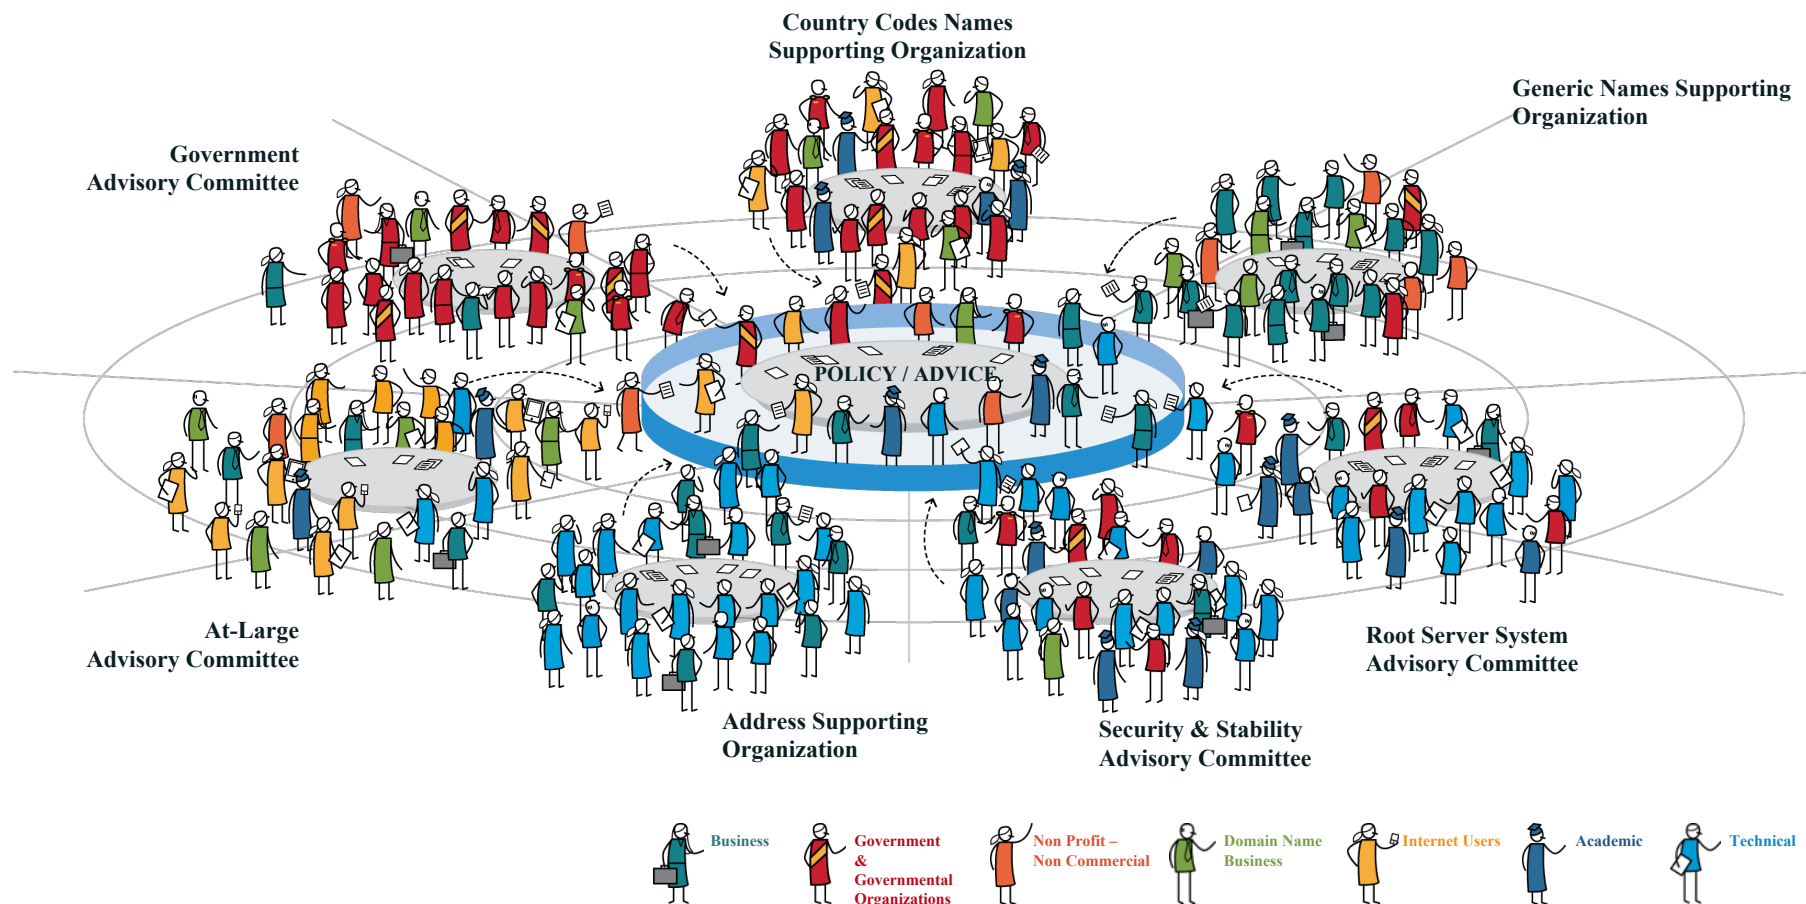 Country Codes Names
Supporting Organization
Generic Names Supporting
Organization
Government
Advisory Committee
POLICY / ADVICE
At-Large
Advisory Committee
Root Server System
Advisory Committee
Address Supporting
Organization
Security & Stability
Advisory Committee
Business
Government
&
Governmental
Organizations
Non Profit –
Non Commercial
Domain Name
Business
Internet Users
Academic
Technical